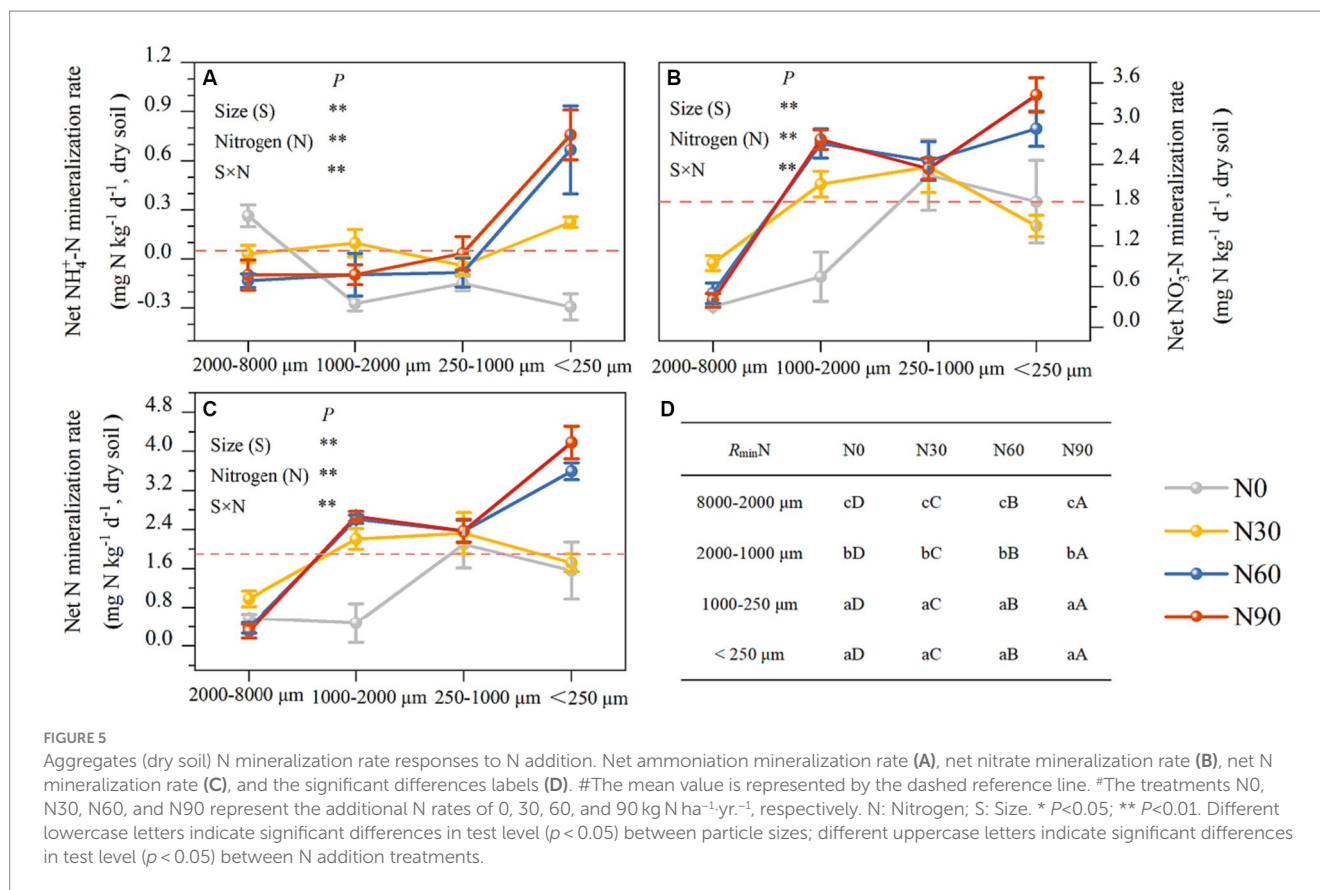 A
P
Size (S) **
Nitrogen (N) **
S×N **
Net NH₄⁺-N mineralization rate
(mg N kg⁻¹ d⁻¹, dry soil)
1.2
0.9
0.6
0.3
0.0
-0.3
2000-8000 μm 1000-2000 μm 250-1000 μm <250 μm
B
P
Size (S) **
Nitrogen (N) **
S×N **
3.6
3.0
2.4
1.8
1.2
0.6
0.0
Net NO₃-N mineralization rate
(mg N kg⁻¹ d⁻¹, dry soil)
2000-8000 μm 1000-2000 μm 250-1000 μm <250 μm
C
P
Size (S) **
Nitrogen (N) **
S×N **
Net N mineralization rate
(mg N kg⁻¹ d⁻¹, dry soil)
4.8
4.0
3.2
2.4
1.6
0.8
0.0
2000-8000 μm 1000-2000 μm 250-1000 μm <250 μm
D
RminN N0 N30 N60 N90
8000-2000 μm cD cC cB cA
2000-1000 μm bD bC bB bA
1000-250 μm aD aC aB aA
< 250 μm aD aC aB aA
N0
N30
N60
N90
FIGURE 5
Aggregates (dry soil) N mineralization rate responses to N addition. Net ammoniation mineralization rate (A), net nitrate mineralization rate (B), net N
mineralization rate (C), and the significant differences labels (D). #The mean value is represented by the dashed reference line. #The treatments N0,
N30, N60, and N90 represent the additional N rates of 0, 30, 60, and 90 kg N ha⁻¹·yr.⁻¹, respectively. N: Nitrogen; S: Size. * P<0.05; ** P<0.01. Different
lowercase letters indicate significant differences in test level (p < 0.05) between particle sizes; different uppercase letters indicate significant differences
in test level (p < 0.05) between N addition treatments.